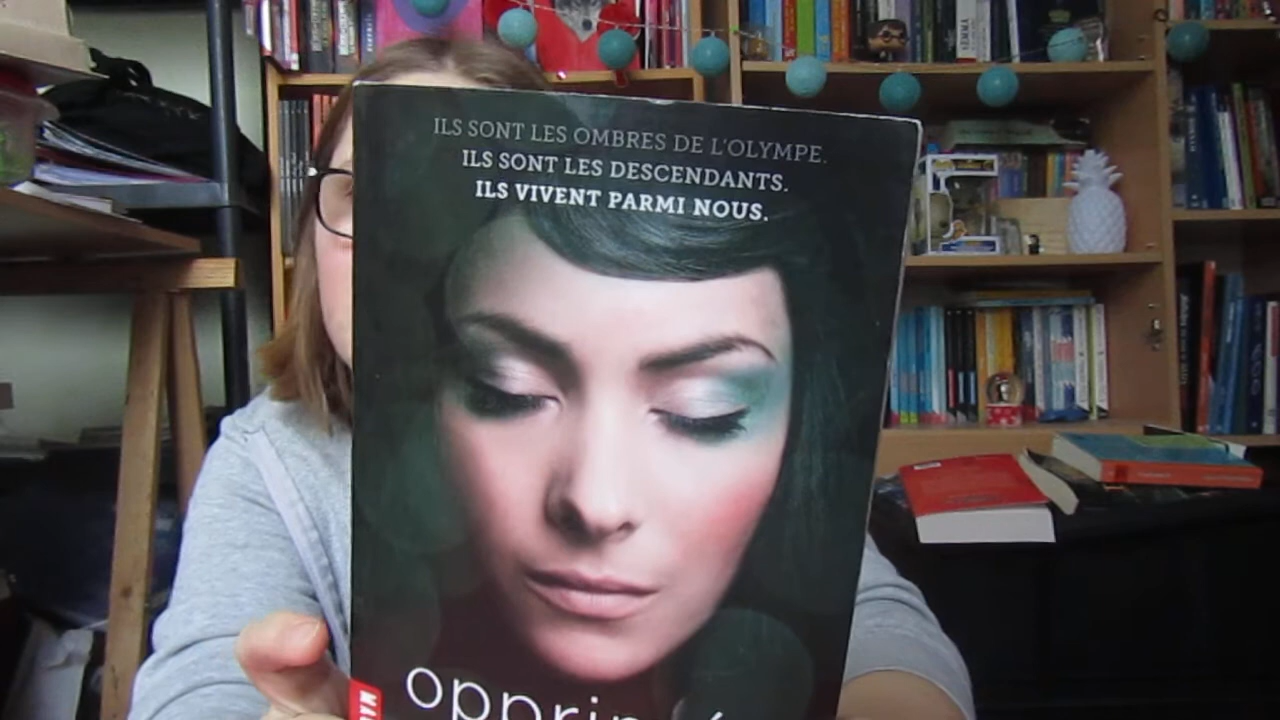 ILS SONT LES OMBRES DE L'OLYMPE.
ILS SONT LES DESCENDANTS.
ILS VIVENT PARMI NOUS.